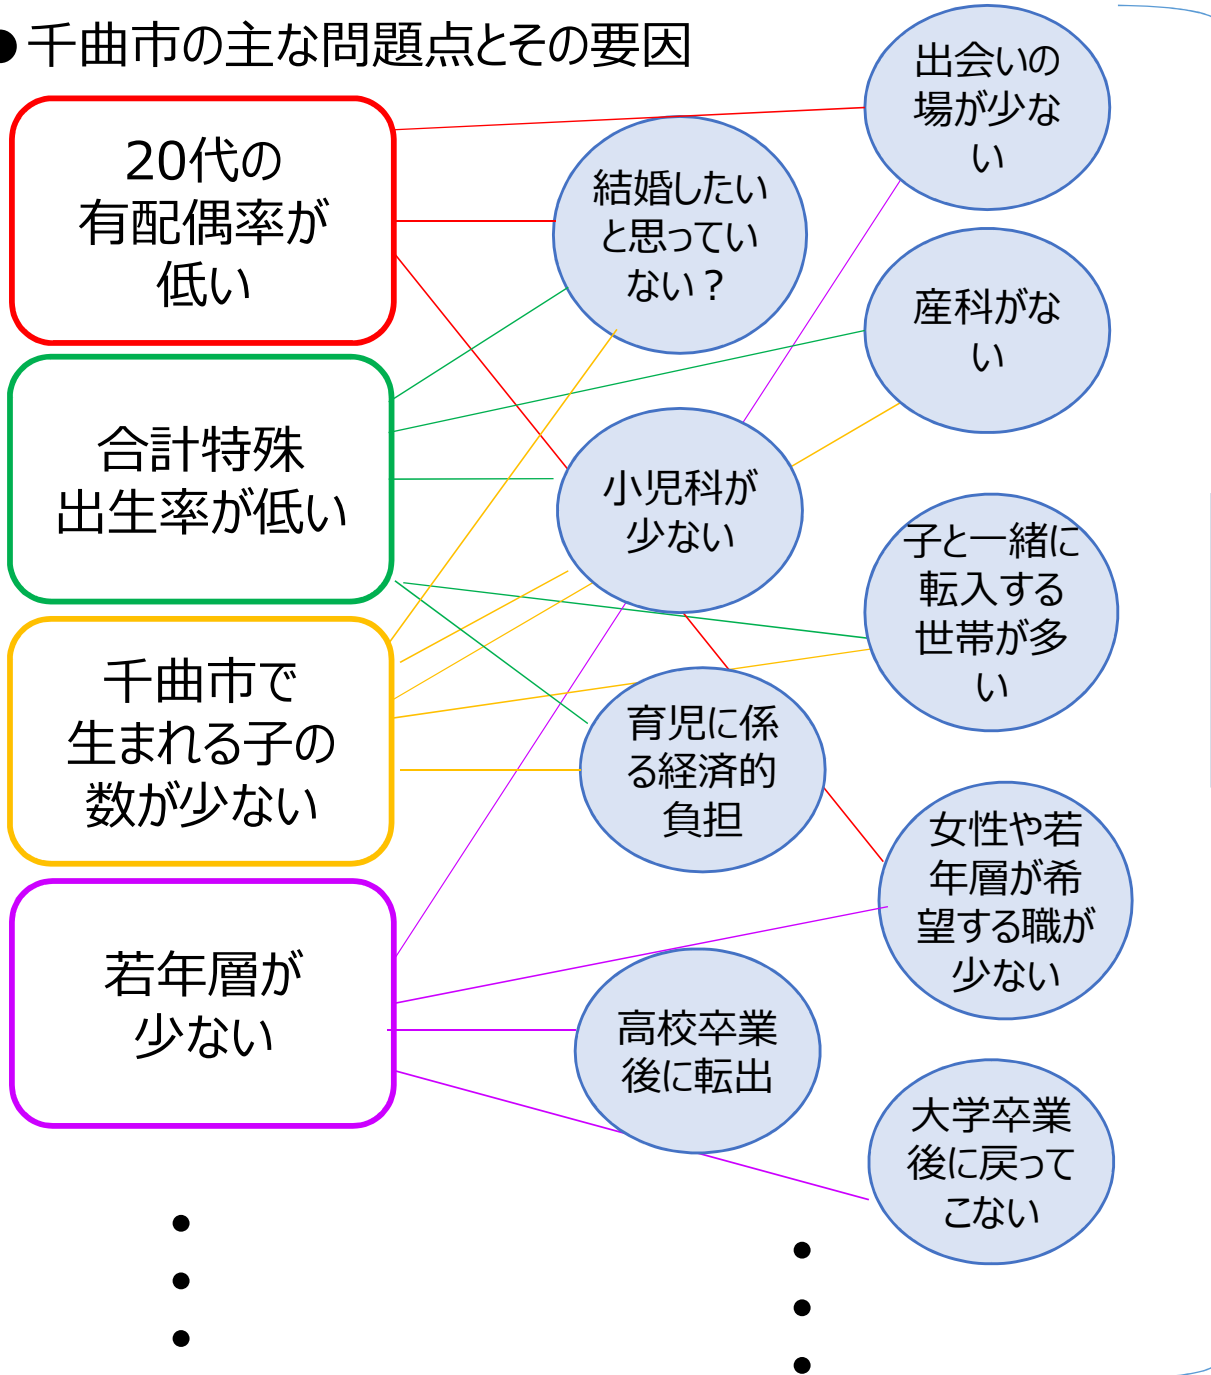 ●千曲市の主な問題点とその要因
20代の
有配偶率が
低い
合計特殊
出生率が低い
千曲市で
生まれる子の
数が少ない
若年層が
少ない
・
・
・
結婚したい
と思ってい
ない？
小児科が
少ない
育児に係
る経済的
負担
高校卒業
後に転出
出会いの
場が少な
い
産科がな
い
子と一緒に
転入する
世帯が多
い
女性や若
年層が希
望する職が
少ない
大学卒業
後に戻って
こない
・
・
・